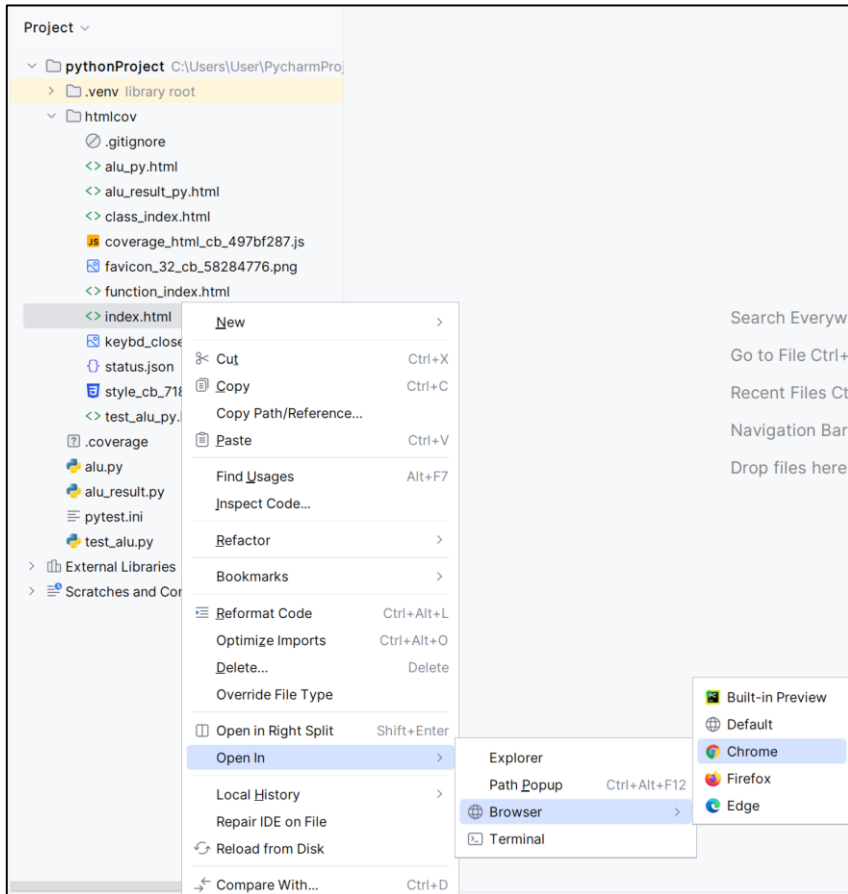 Project
pythonProject C:\Users\User\PycharmProj
.venv library root
htmlcov
.gitignore
alu_py.html
alu_result_py.html
class_index.html
JS coverage_html_cb_497bf287.js
favicon_32_cb_58284776.png
function_index.html
index.html
keybd_close
{} status.json
style_cb_718
test_alu_py.
? .coverage
alu.py
alu_result.py
pytest.ini
test_alu.py
External Libraries
Scratches and Con
New
Cut Ctrl+X
Copy Ctrl+C
Copy Path/Reference...
Paste Ctrl+V
Find Usages Alt+F7
Inspect Code...
Refactor
Bookmarks
Reformat Code Ctrl+Alt+L
Optimize Imports Ctrl+Alt+O
Delete... Delete
Override File Type
Open in Right Split Shift+Enter
Open In
Local History
Repair IDE on File
Reload from Disk
Compare With... Ctrl+D
Explorer
Path Popup Ctrl+Alt+F12
Browser
Terminal
PC Built-in Preview
Default
Chrome
Firefox
Edge
Search Everyw
Go to File Ctrl+
Recent Files Ct
Navigation Bar
Drop files here